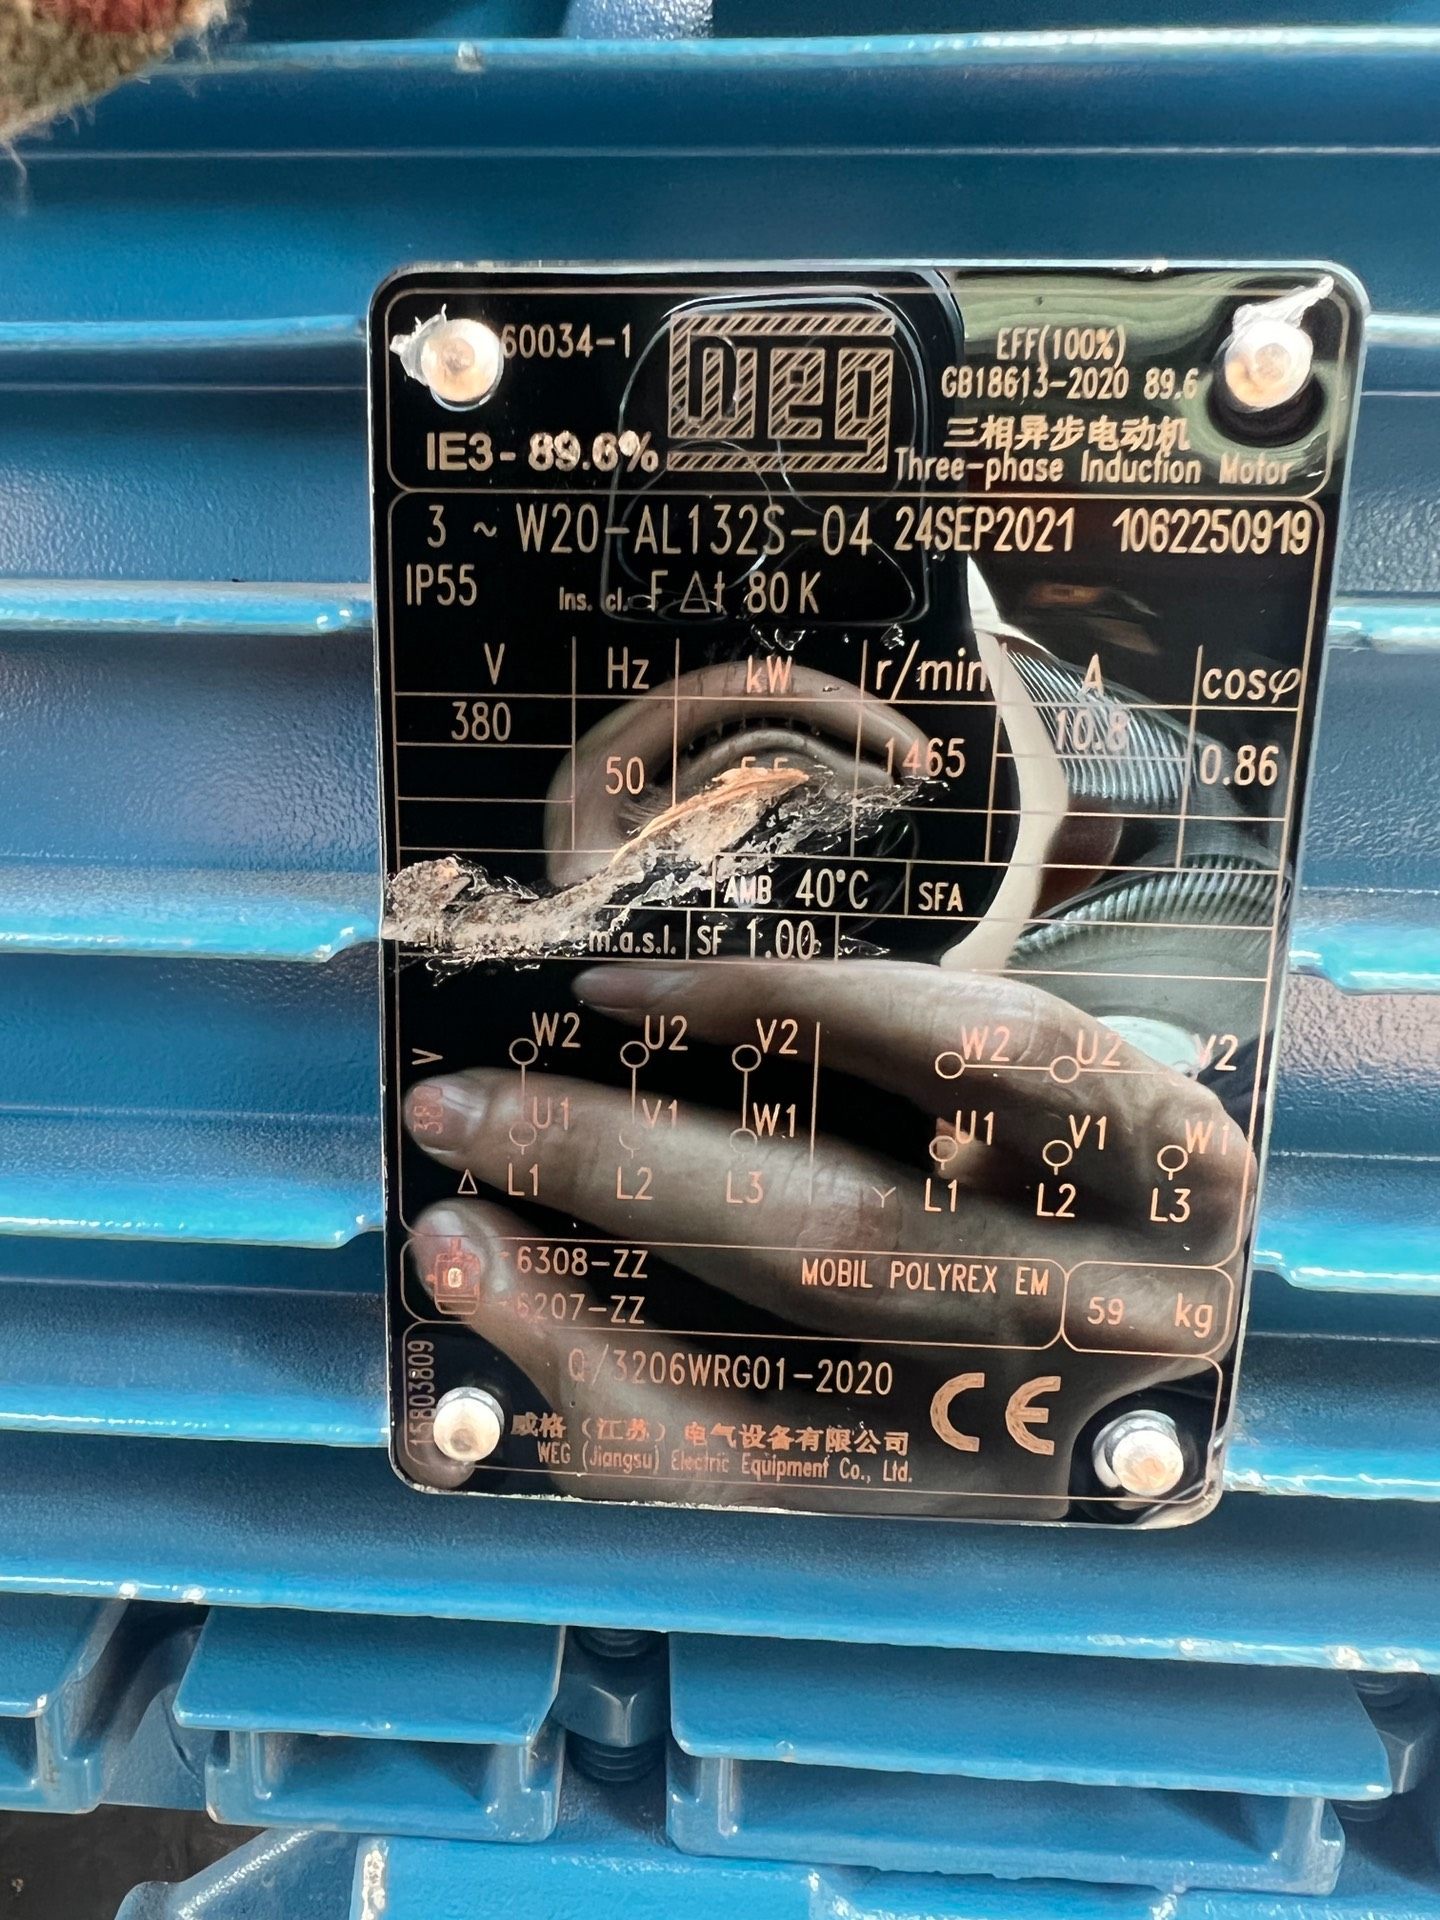 60034-1
weg
EFF(100%)
GB18613-2020 89.6
IE3-89.6%
三相异步电动机
Three-phase Induction Motor
3 ~ W20-AL132S-04 24SEP2021 1062250919
IP55 Ins. cl. F Δt 80K
V Hz kW r/min A cosφ
380 50 1465 10.8 0.86
AMB 40°C SFA
m.a.s.l. SF 1.00
380 V
W2 U2 V2 W2 U2 V2
U1 V1 W1 U1 V1 W1
Δ L1 L2 L3 Y L1 L2 L3
6308-ZZ MOBIL POLYREX EM
6207-ZZ 59 kg
15803809
Q/3206WRG01-2020
CE
威格（江苏）电气设备有限公司
WEG (Jiangsu) Electric Equipment Co., Ltd.